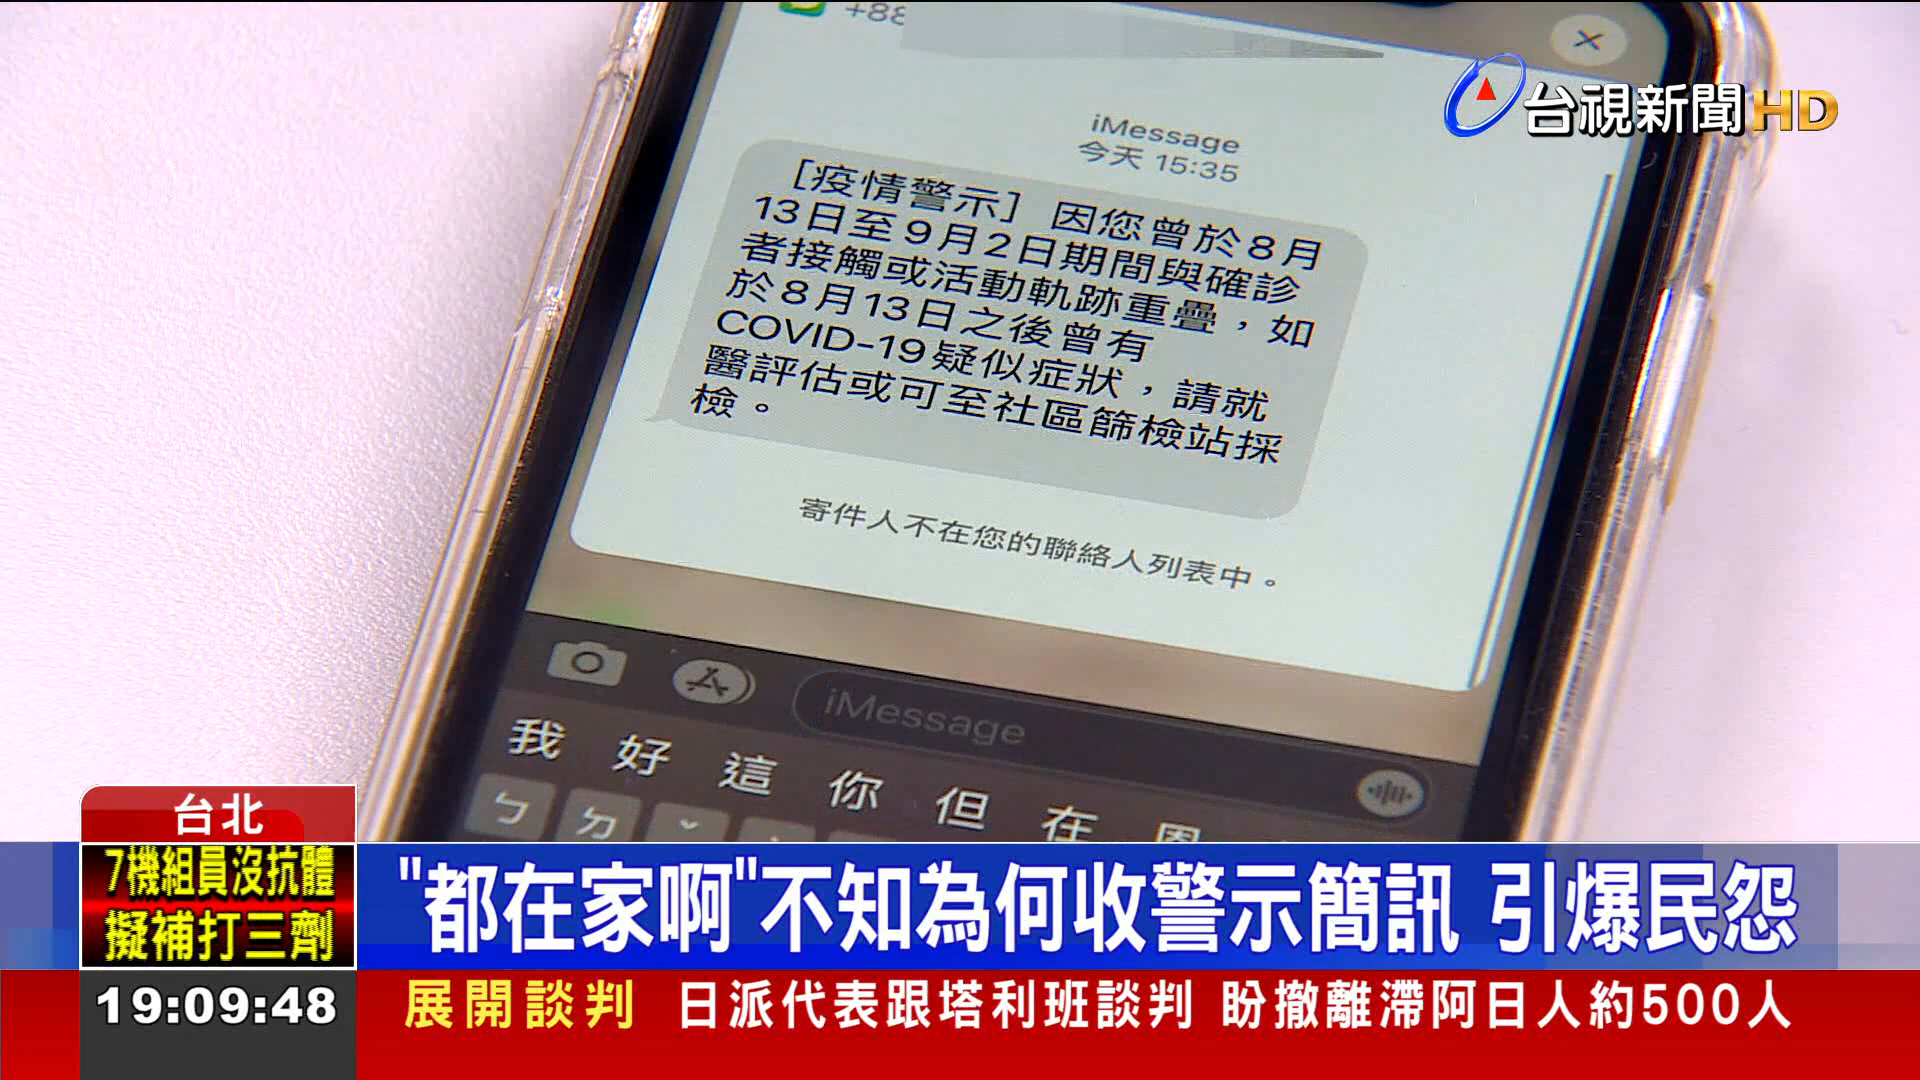 +88
台視新聞HD
iMessage
今天 15:35
［疫情警示］ 因您曾於8月
13日至9月2日期間與確診
者接觸或活動軌跡重疊，如
於8月13日之後曾有
COVID-19疑似症狀，請就
醫評估或可至社區篩檢站採
檢。
寄件人不在您的聯絡人列表中。
iMessage
我 好 這 你 但 在
ㄅ ㄉ ˇ
台北
7機組員沒抗體
擬補打三劑
"都在家啊"不知為何收警示簡訊 引爆民怨
19:09:48
展開談判 日派代表跟塔利班談判 盼撤離滯阿日人約500人